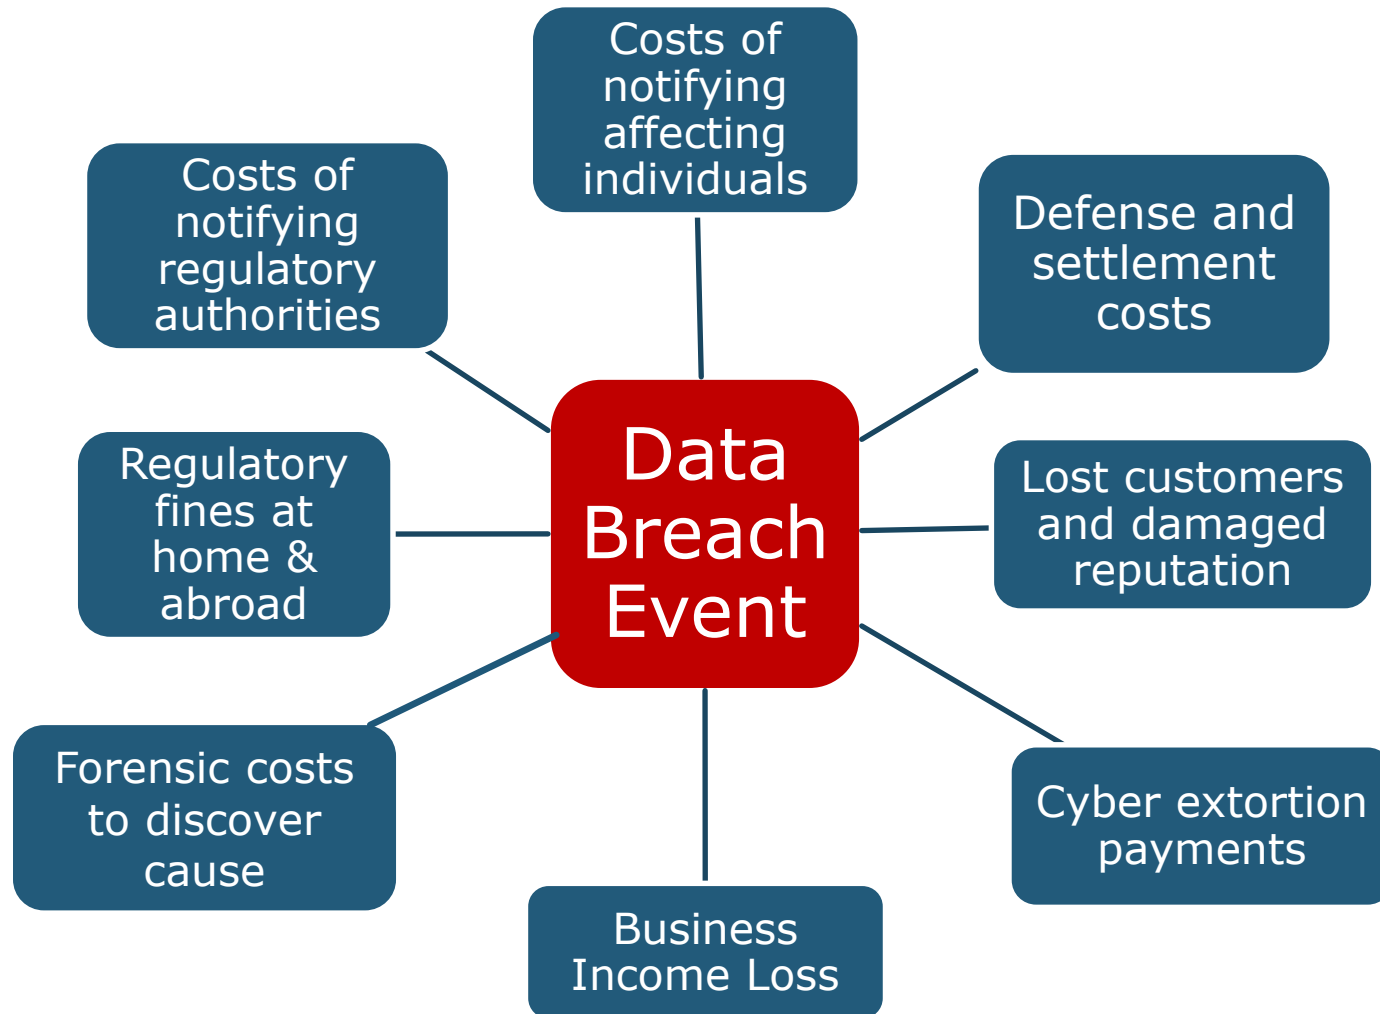 Costs of
notifying
affecting
individuals
Costs of
notifying
regulatory
authorities
Defense and
settlement
costs
Data
Breach
Event
Regulatory
fines at
home &
abroad
Lost customers
and damaged
reputation
Forensic costs
to discover
cause
Cyber extortion
payments
Business
Income Loss